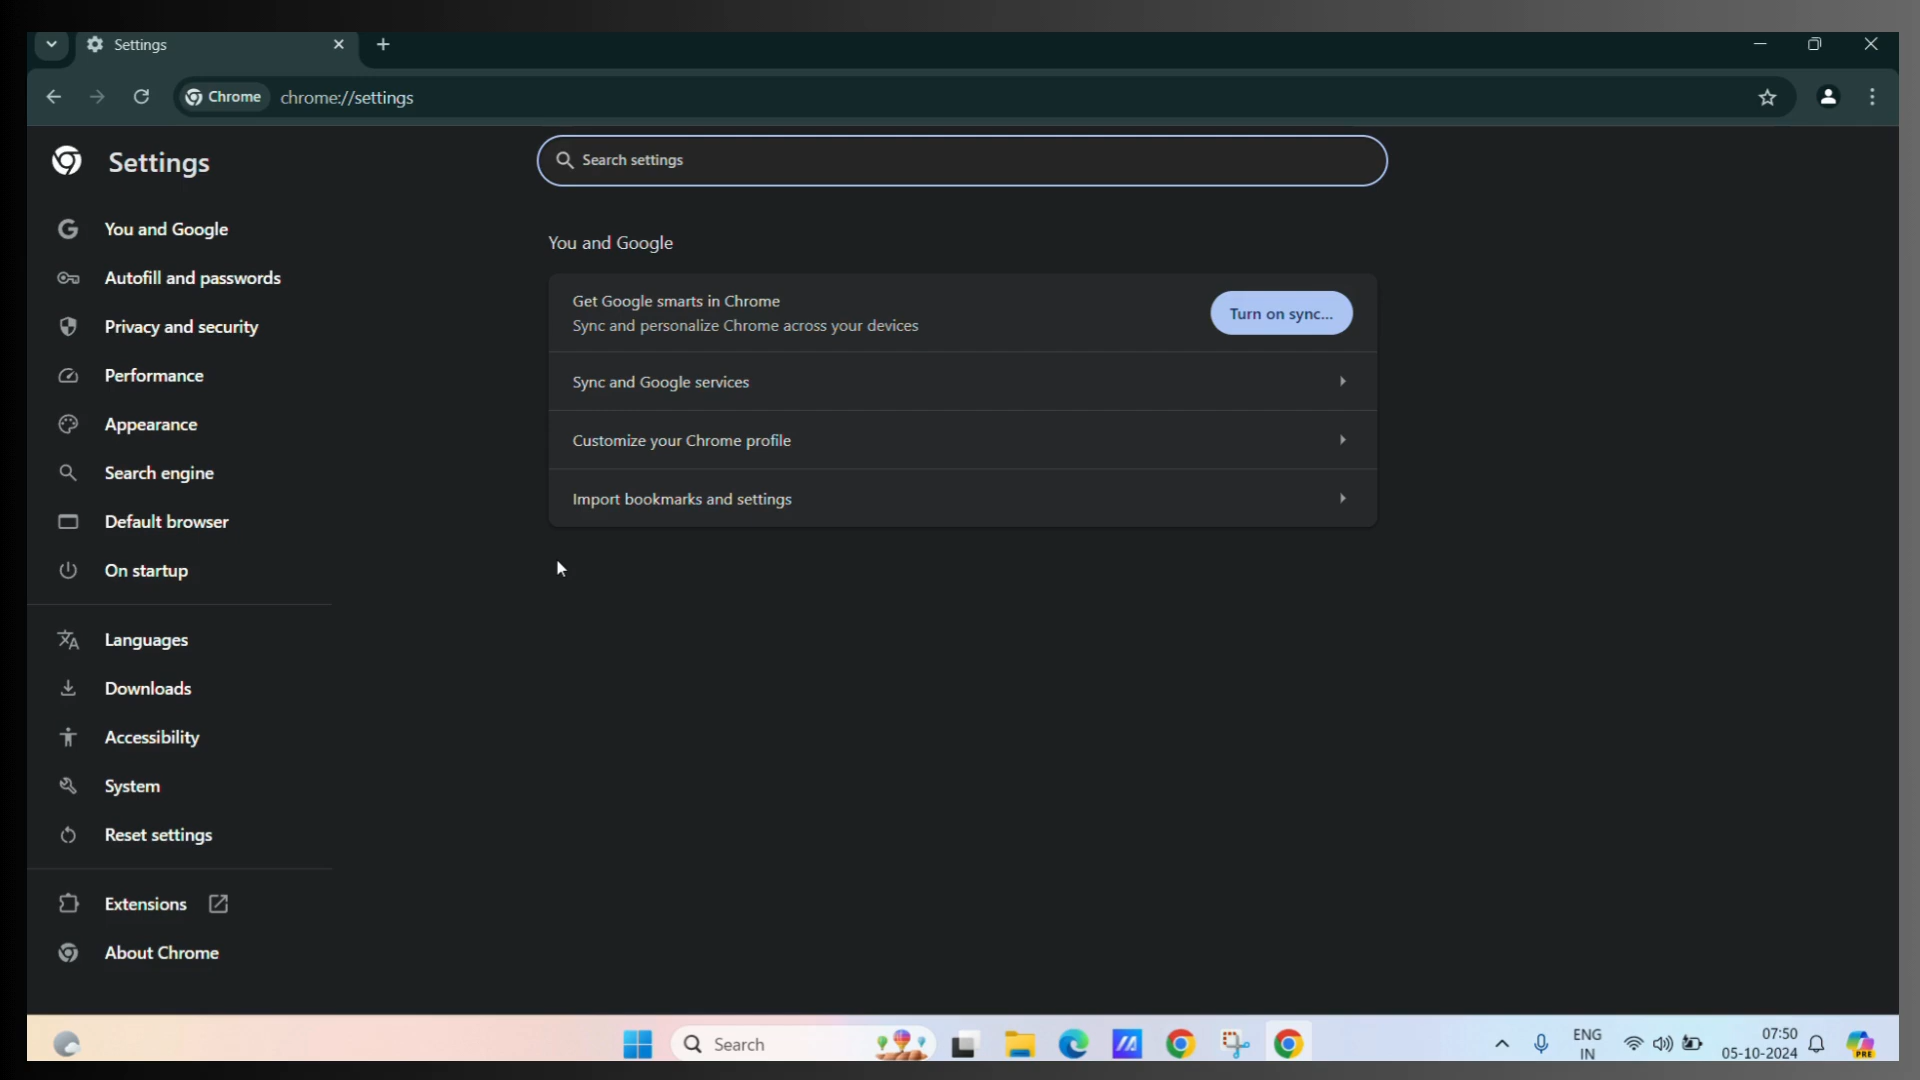 Settings
Chrome
chrome://settings
Settings
Search settings
You and Google
Autofill and passwords
Privacy and security
Performance
Appearance
Search engine
Default browser
On startup
Languages
Downloads
Accessibility
System
Reset settings
Extensions
About Chrome
You and Google
Get Google smarts in Chrome
Sync and personalize Chrome across your devices
Turn on sync...
Sync and Google services
Customize your Chrome profile
Import bookmarks and settings
Search
ENG
IN
07:50
05-10-2024
PRE